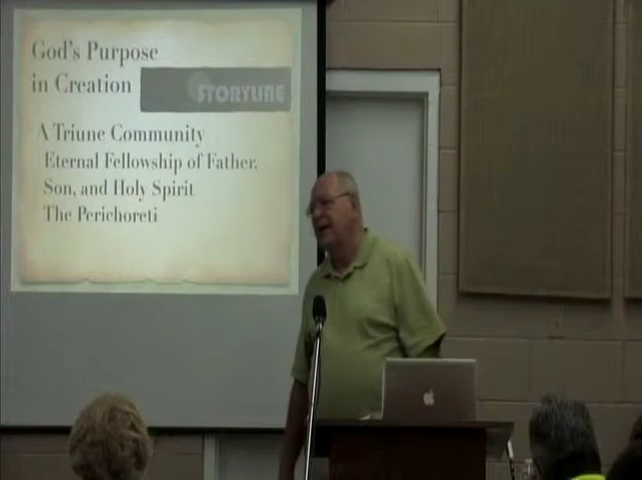 God's Purpose
in Creation
STORYLINE
A Triune Community
Eternal Fellowship of Father,
Son, and Holy Spirit
The Perichoreti